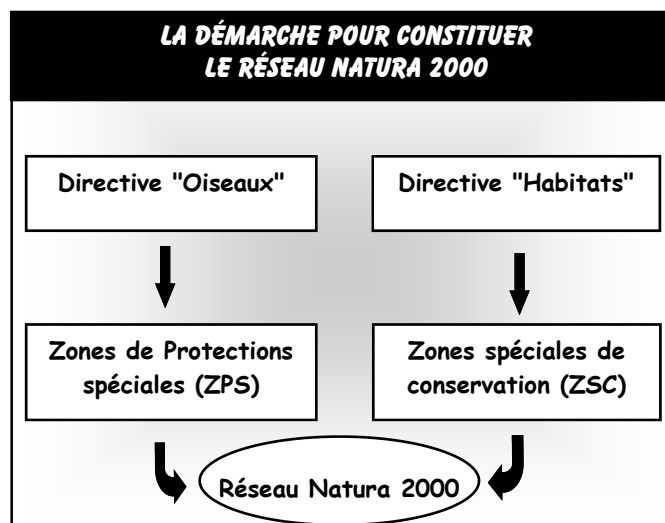 LA DÉMARCHE POUR CONSTITUER
LE RÉSEAU NATURA 2000
Directive "Oiseaux"
Directive "Habitats"
Zones de Protections
spéciales (ZPS)
Zones spéciales de
conservation (ZSC)
Réseau Natura 2000